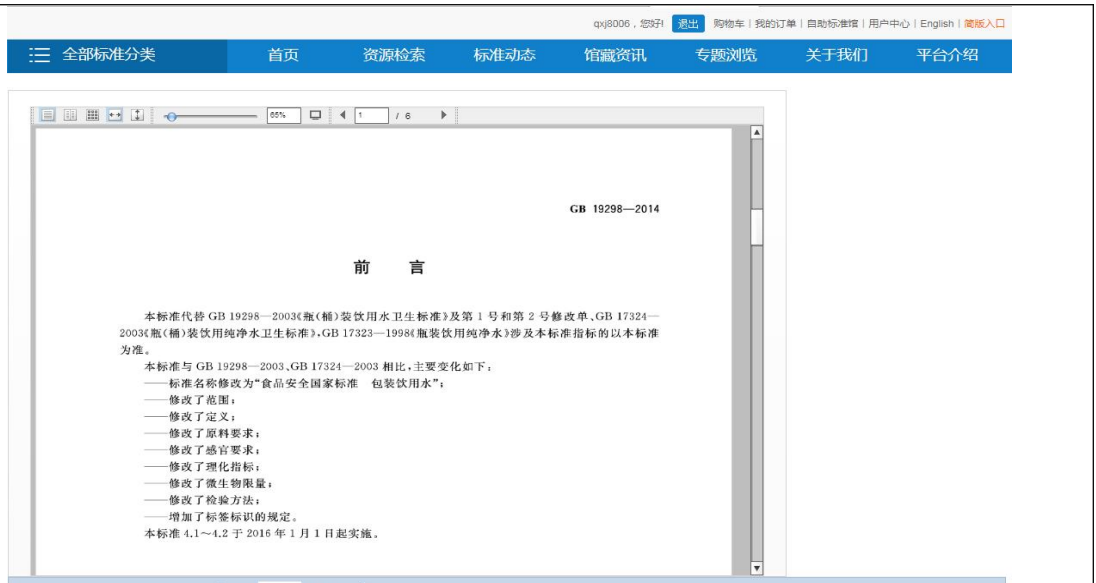 qxj8006，您好! 退出 购物车 | 我的订单 | 自助标准馆 | 用户中心 | English | 简版入口
全部标准分类 首页 资源检索 标准动态 馆藏资讯 专题浏览 关于我们 平台介绍
65% 1 / 6
GB 19298—2014
前 言
本标准代替 GB 19298—2003《瓶(桶)装饮用水卫生标准》及第 1 号和第 2 号修改单、GB 17324—
2003《瓶(桶)装饮用纯净水卫生标准》,GB 17323—1998《瓶装饮用纯净水》涉及本标准指标的以本标准
为准。
本标准与 GB 19298—2003、GB 17324—2003 相比,主要变化如下:
——标准名称修改为“食品安全国家标准 包装饮用水”;
——修改了范围;
——修改了定义;
——修改了原料要求;
——修改了感官要求;
——修改了理化指标;
——修改了微生物限量;
——修改了检验方法;
——增加了标签标识的规定。
本标准 4.1～4.2 于 2016 年 1 月 1 日起实施。